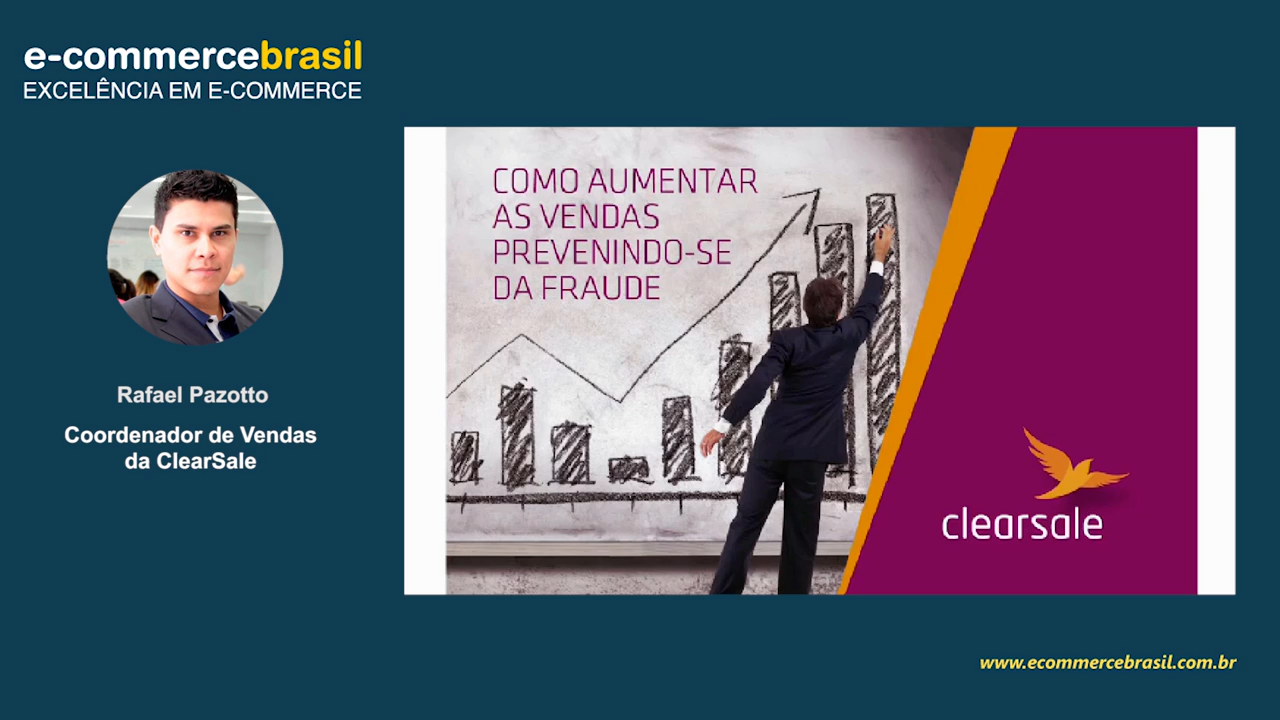 e-commercebrasil
EXCELÊNCIA EM E-COMMERCE
Rafael Pazotto
Coordenador de Vendas
da ClearSale
COMO AUMENTAR
AS VENDAS
PREVENINDO-SE
DA FRAUDE
clearsale
www.ecommercebrasil.com.br